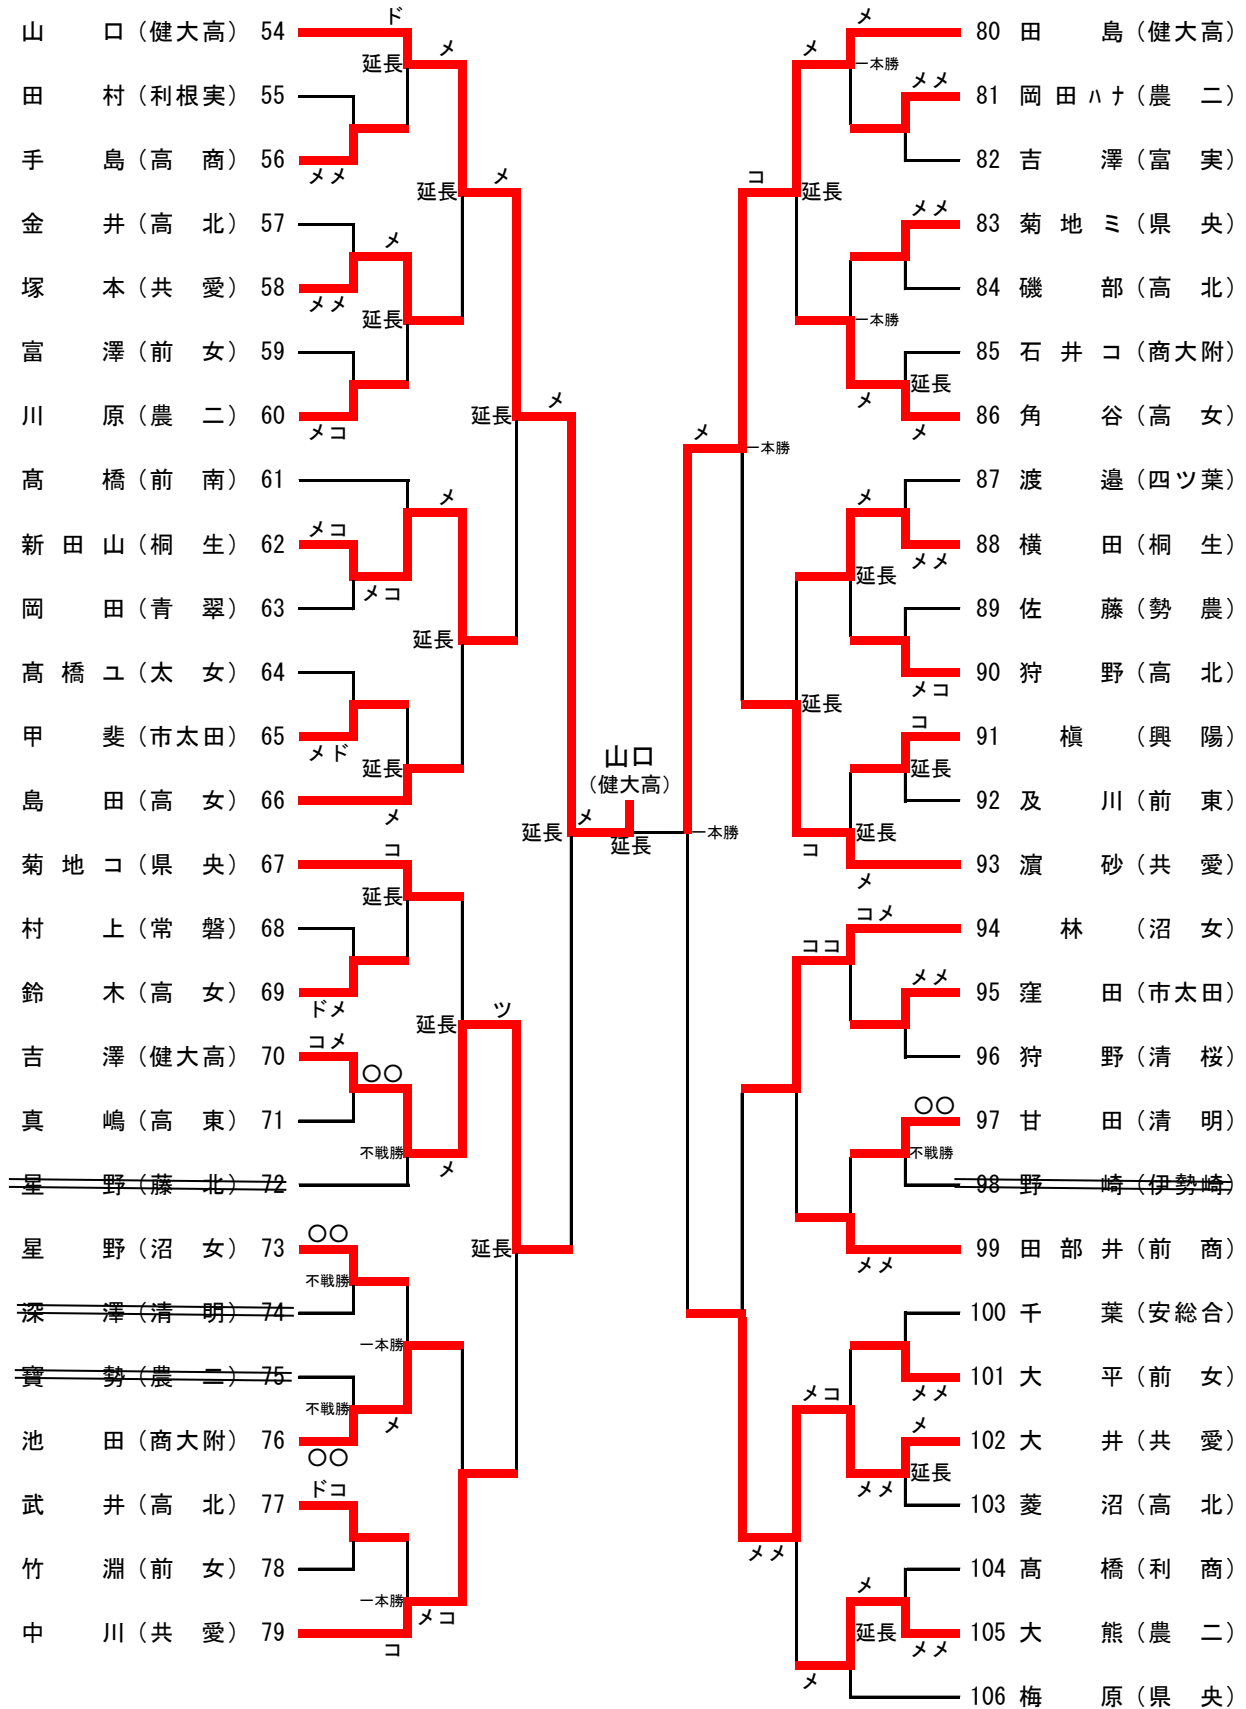 山口（健大高） 54
田村（利根実） 55
手島（高商） 56
金井（高北） 57
塚本（共愛） 58
富澤（前女） 59
川原（農二） 60
髙橋（前南） 61
新田山（桐生） 62
岡田（青翠） 63
髙橋ユ（太女） 64
甲斐（市太田） 65
島田（高女） 66
菊地コ（県央） 67
村上（常磐） 68
鈴木（高女） 69
吉澤（健大高） 70
真嶋（高東） 71
星野（藤北） 72
星野（沼女） 73
深澤（清明） 74
寶勢（農二） 75
池田（商大附） 76
武井（高北） 77
竹淵（前女） 78
中川（共愛） 79
ド
延長
メメ
メ
メメ
延長
メコ
メ
延長
メコ
メコ
メ
メド
延長
メ
延長
メ
延長
メ
コ
延長
ドメ
コメ
〇〇
不戦勝
メ
延長
ツ
〇〇
不戦勝
一本勝
不戦勝
メ
〇〇
ドコ
一本勝
メコ
コ
延長
延長
メ
山口
（健大高）
延長
80 田島（健大高）
81 岡田ハナ（農二）
82 吉澤（富実）
83 菊地ミ（県央）
84 磯部（高北）
85 石井コ（商大附）
86 角谷（高女）
87 渡邉（四ツ葉）
88 横田（桐生）
89 佐藤（勢農）
90 狩野（高北）
91 槇（興陽）
92 及川（前東）
93 濵砂（共愛）
94 林（沼女）
95 窪田（市太田）
96 狩野（清桜）
97 甘田（清明）
98 野崎（伊勢崎）
99 田部井（前商）
100 千葉（安総合）
101 大平（前女）
102 大井（共愛）
103 菱沼（高北）
104 髙橋（利商）
105 大熊（農二）
106 梅原（県央）
メ
メ
一本勝
メメ
コ
延長
メメ
一本勝
延長
メ
メ
メ
一本勝
メ
メメ
延長
メコ
延長
コ
延長
延長
コ
メ
一本勝
コメ
ココ
メメ
〇〇
不戦勝
メメ
メメ
メコ
メ
延長
メメ
メメ
メ
延長
メメ
メ